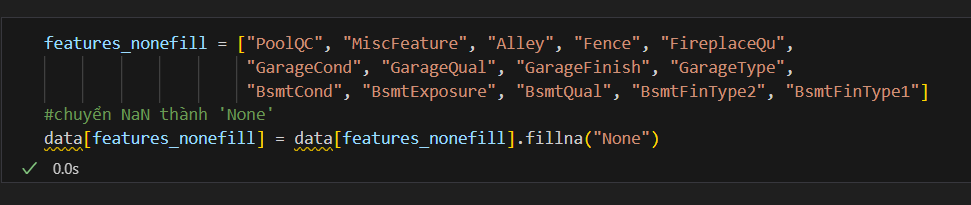 features_nonefill = ["PoolQC", "MiscFeature", "Alley", "Fence", "FireplaceQu",
"GarageCond", "GarageQual", "GarageFinish", "GarageType",
"BsmtCond", "BsmtExposure", "BsmtQual", "BsmtFinType2", "BsmtFinType1"]
#chuyển NaN thành 'None'
data[features_nonefill] = data[features_nonefill].fillna("None")
0.0s